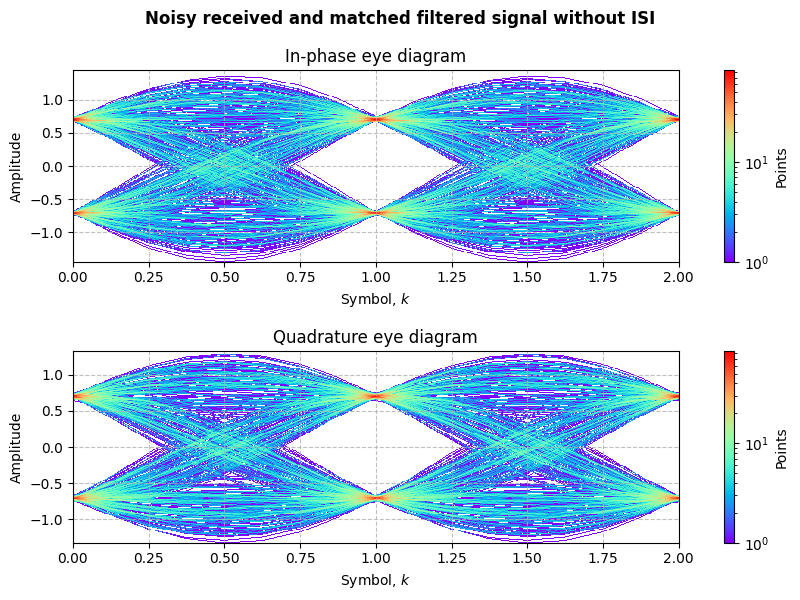 Noisy received and matched filtered signal without ISI
In-phase eye diagram
Amplitude
1.0
0.5
0.0
−0.5
−1.0
0.00 0.25 0.50 0.75 1.00 1.25 1.50 1.75 2.00
Symbol, k
10¹
10⁰
Points
Quadrature eye diagram
Amplitude
1.0
0.5
0.0
−0.5
−1.0
0.00 0.25 0.50 0.75 1.00 1.25 1.50 1.75 2.00
Symbol, k
10¹
10⁰
Points